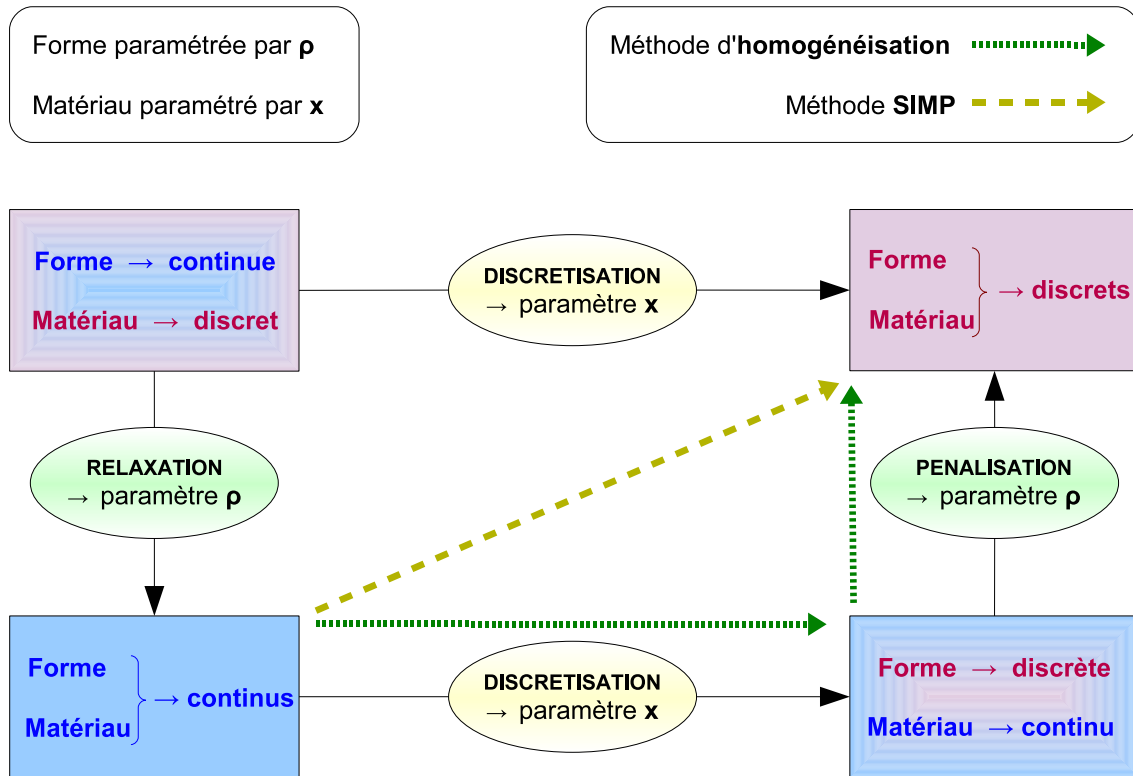 Forme paramétrée par ρ
Matériau paramétré par x
Méthode d'homogénéisation
Méthode SIMP
Forme → continue
Matériau → discret
DISCRETISATION
→ paramètre x
Forme
Matériau
→ discrets
RELAXATION
→ paramètre ρ
PENALISATION
→ paramètre ρ
Forme
Matériau
→ continus
DISCRETISATION
→ paramètre x
Forme → discrète
Matériau → continu